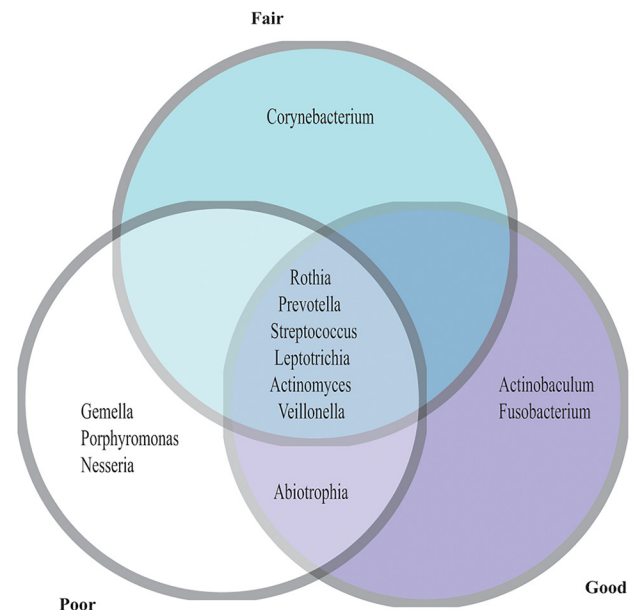 Fair
Corynebacterium
Rothia
Prevotella
Streptococcus
Leptotrichia
Actinomyces
Veillonella
Actinobaculum
Fusobacterium
Gemella
Porphyromonas
Nesseria
Abiotrophia
Good
Poor